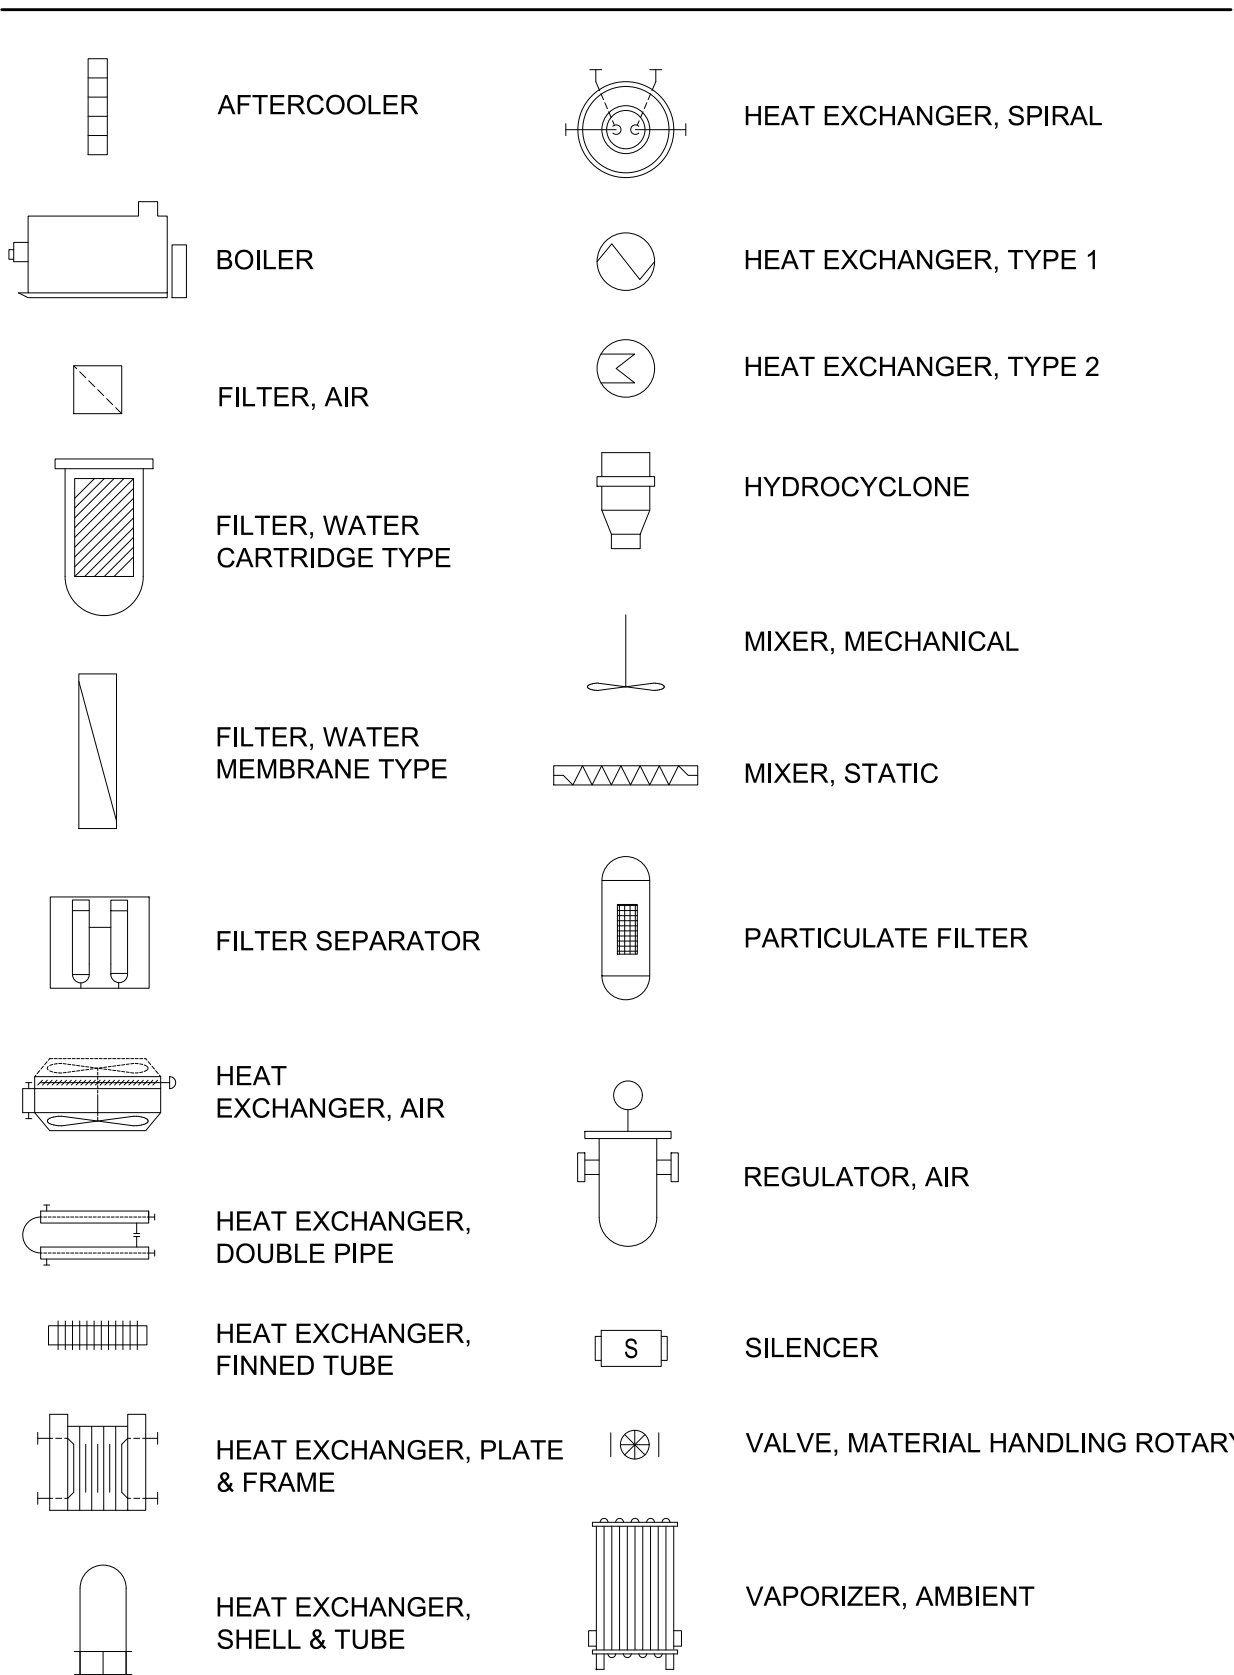 AFTERCOOLER
BOILER
FILTER, AIR
FILTER, WATER
CARTRIDGE TYPE
FILTER, WATER
MEMBRANE TYPE
FILTER SEPARATOR
HEAT
EXCHANGER, AIR
HEAT EXCHANGER,
DOUBLE PIPE
HEAT EXCHANGER,
FINNED TUBE
HEAT EXCHANGER, PLATE
& FRAME
HEAT EXCHANGER,
SHELL & TUBE
HEAT EXCHANGER, SPIRAL
HEAT EXCHANGER, TYPE 1
HEAT EXCHANGER, TYPE 2
HYDROCYCLONE
MIXER, MECHANICAL
MIXER, STATIC
PARTICULATE FILTER
REGULATOR, AIR
S
SILENCER
VALVE, MATERIAL HANDLING ROTARY
VAPORIZER, AMBIENT